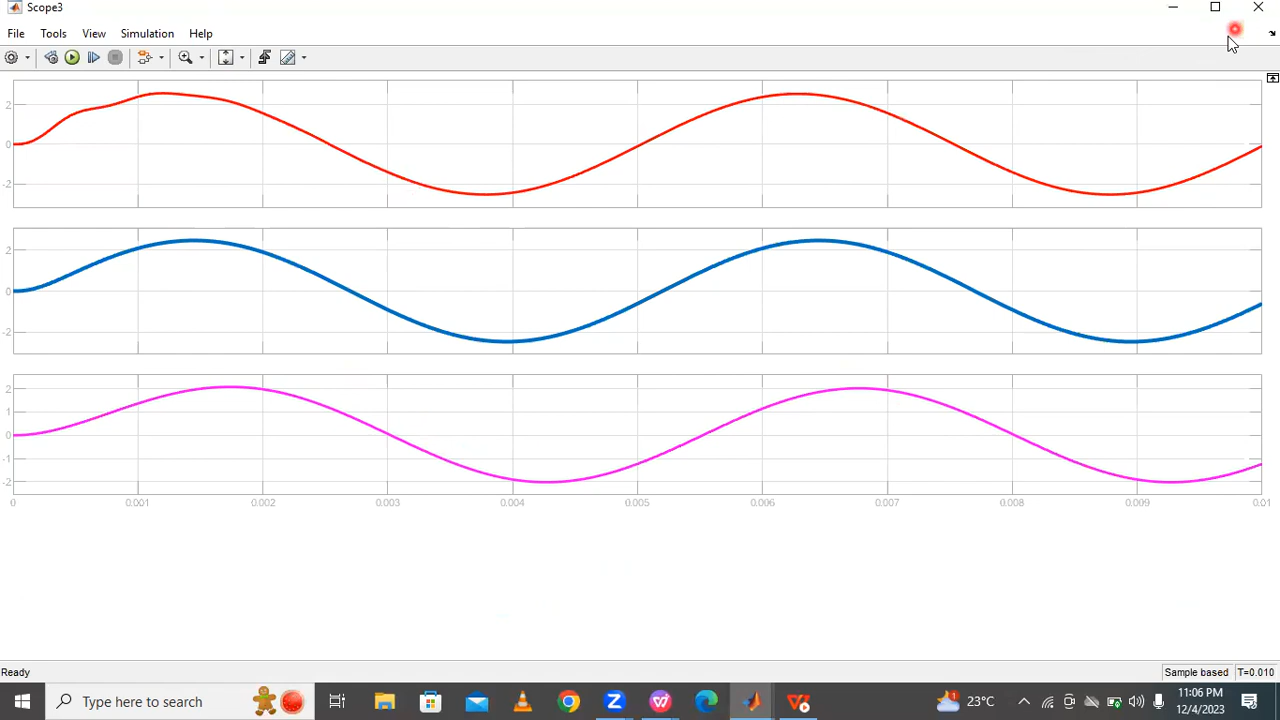 Scope3
File Tools View Simulation Help
2
0
-2
2
0
-2
2
1
0
-1
-2
0 0.001 0.002 0.003 0.004 0.005 0.006 0.007 0.008 0.009 0.01
Ready Sample based T=0.010
Type here to search 1 23°C 11:06 PM
12/4/2023